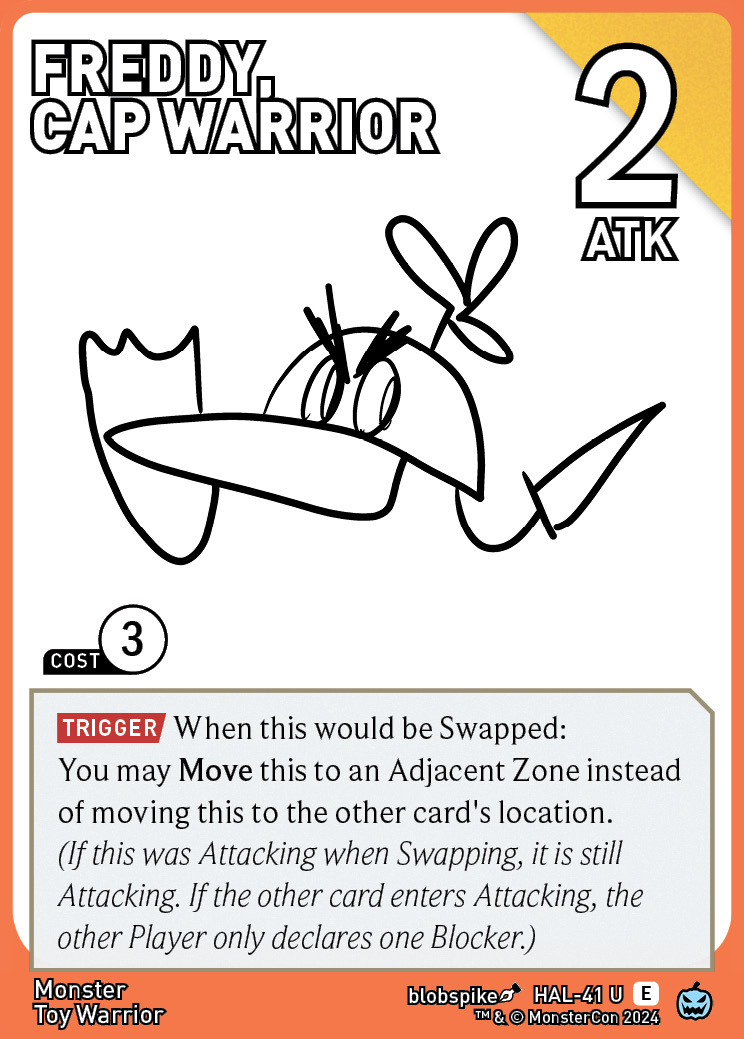 FREDDY,
CAP WARRIOR
2
ATK
COST 3
TRIGGER When this would be Swapped:
You may Move this to an Adjacent Zone instead
of moving this to the other card's location.
(If this was Attacking when Swapping, it is still
Attacking. If the other card enters Attacking, the
other Player only declares one Blocker.)
Monster
Toy Warrior
blobspike HAL-41 U E
™ & © MonsterCon 2024